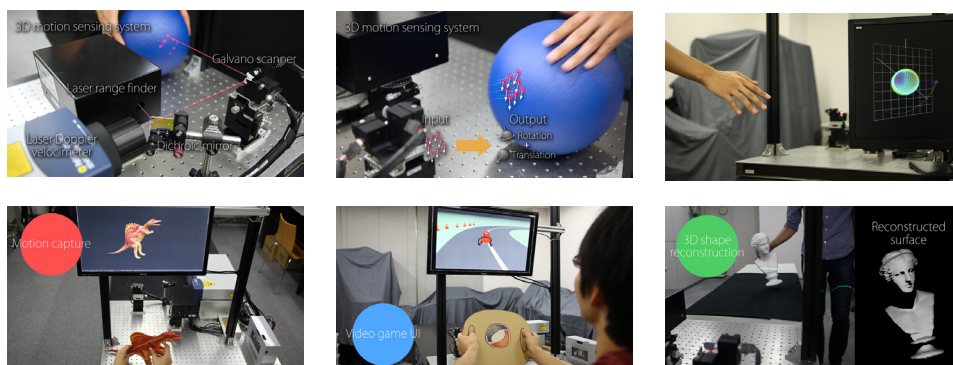 3D motion sensing system
Galvano scanner
Laser range finder
Laser Doppler
velocimeter
Dichroic mirror
3D motion sensing system
Input
Output
Rotation
+
Translation
Motion capture
Video game UI
3D shape
reconstruction
Reconstructed
surface